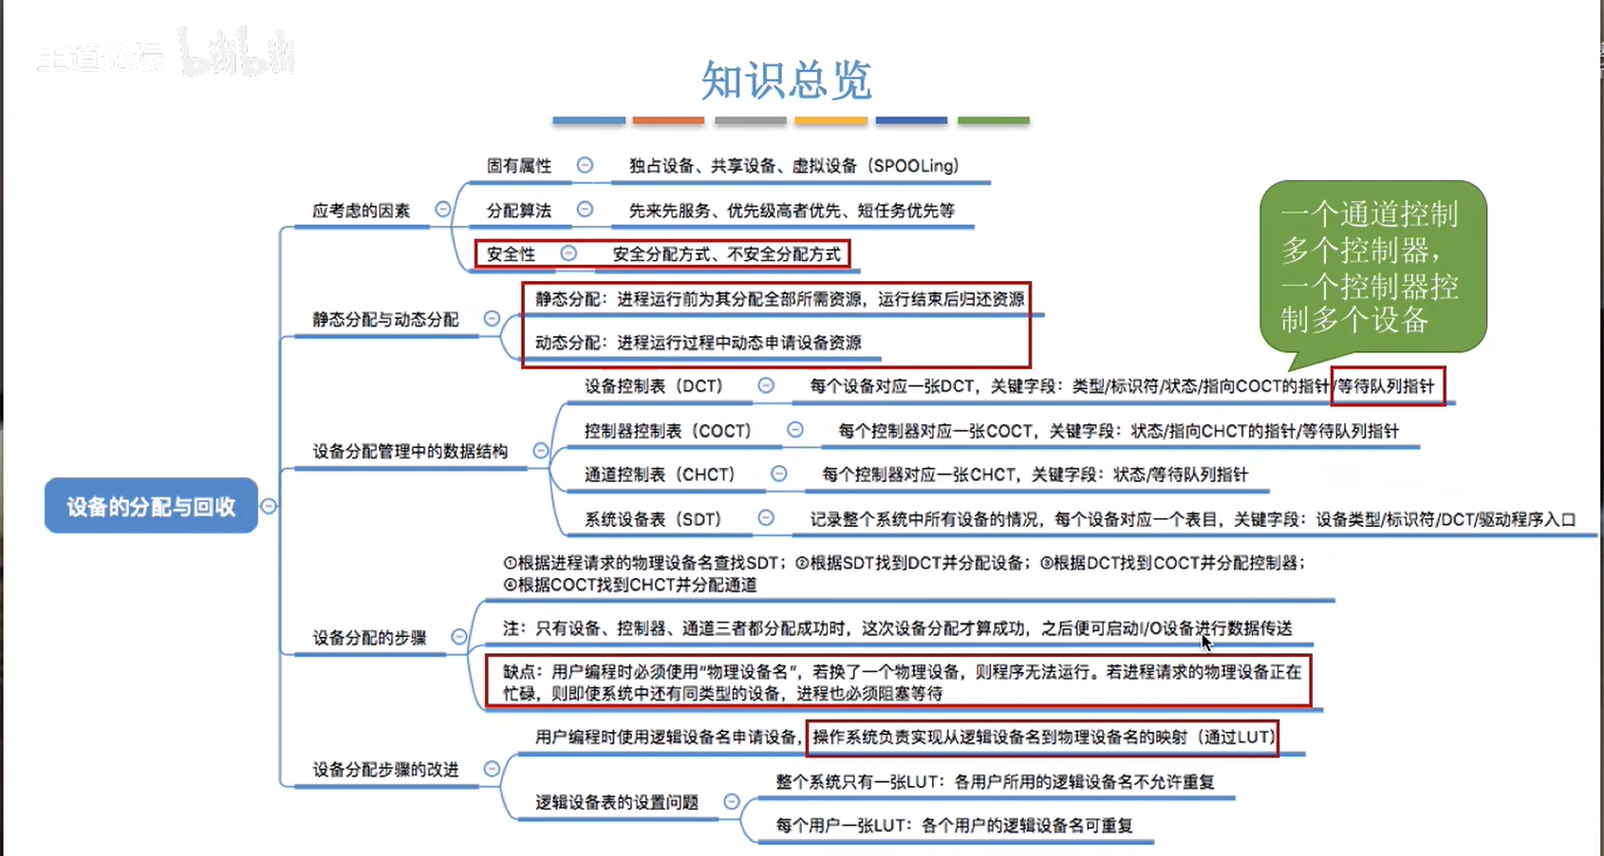 王道论坛 bilibili
知识总览
固有属性
独占设备、共享设备、虚拟设备（SPOOLing）
应考虑的因素
分配算法
先来先服务、优先级高者优先、短任务优先等
安全性
安全分配方式、不安全分配方式
一个通道控制
多个控制器，
一个控制器控
制多个设备
静态分配与动态分配
静态分配：进程运行前为其分配全部所需资源，运行结束后归还资源
动态分配：进程运行过程中动态申请设备资源
设备分配管理中的数据结构
设备控制表（DCT）
每个设备对应一张DCT，关键字段：类型/标识符/状态/指向COCT的指针/等待队列指针
控制器控制表（COCT）
每个控制器对应一张COCT，关键字段：状态/指向CHCT的指针/等待队列指针
通道控制表（CHCT）
每个控制器对应一张CHCT，关键字段：状态/等待队列指针
系统设备表（SDT）
记录整个系统中所有设备的情况，每个设备对应一个表目，关键字段：设备类型/标识符/DCT/驱动程序入口
设备的分配与回收
设备分配的步骤
①根据进程请求的物理设备名查找SDT；②根据SDT找到DCT并分配设备；③根据DCT找到COCT并分配控制器；
④根据COCT找到CHCT并分配通道
注：只有设备、控制器、通道三者都分配成功时，这次设备分配才算成功，之后便可启动I/O设备进行数据传送
缺点：用户编程时必须使用“物理设备名”，若换了一个物理设备，则程序无法运行。若进程请求的物理设备正在
忙碌，则即使系统中还有同类型的设备，进程也必须阻塞等待
设备分配步骤的改进
用户编程时使用逻辑设备名申请设备，操作系统负责实现从逻辑设备名到物理设备名的映射（通过LUT）
逻辑设备表的设置问题
整个系统只有一张LUT：各用户所用的逻辑设备名不允许重复
每个用户一张LUT：各个用户的逻辑设备名可重复